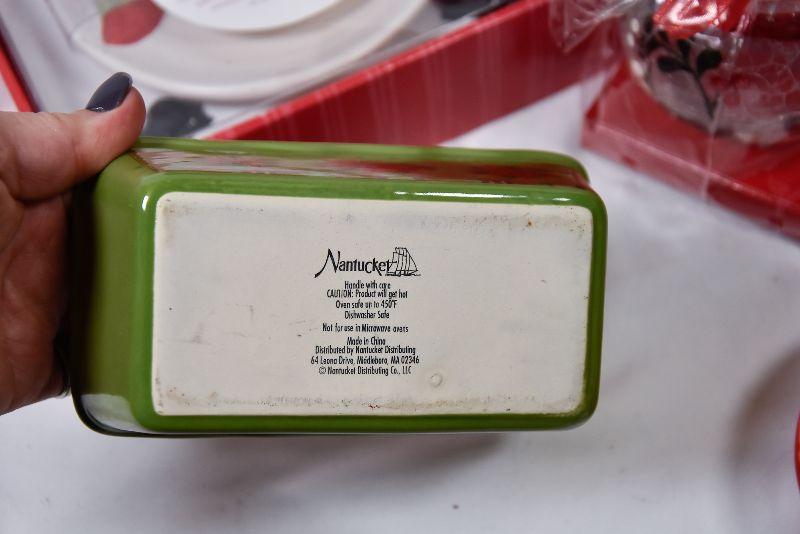 Nantucket
Handle with care
CAUTION: Product will get hot
Oven safe up to 450°F
Dishwasher Safe
Not for use in Microwave ovens
Made in China
Distributed by Nantucket Distributing
64 Leona Drive, Middleboro, MA 02346
© Nantucket Distributing Co., LLC